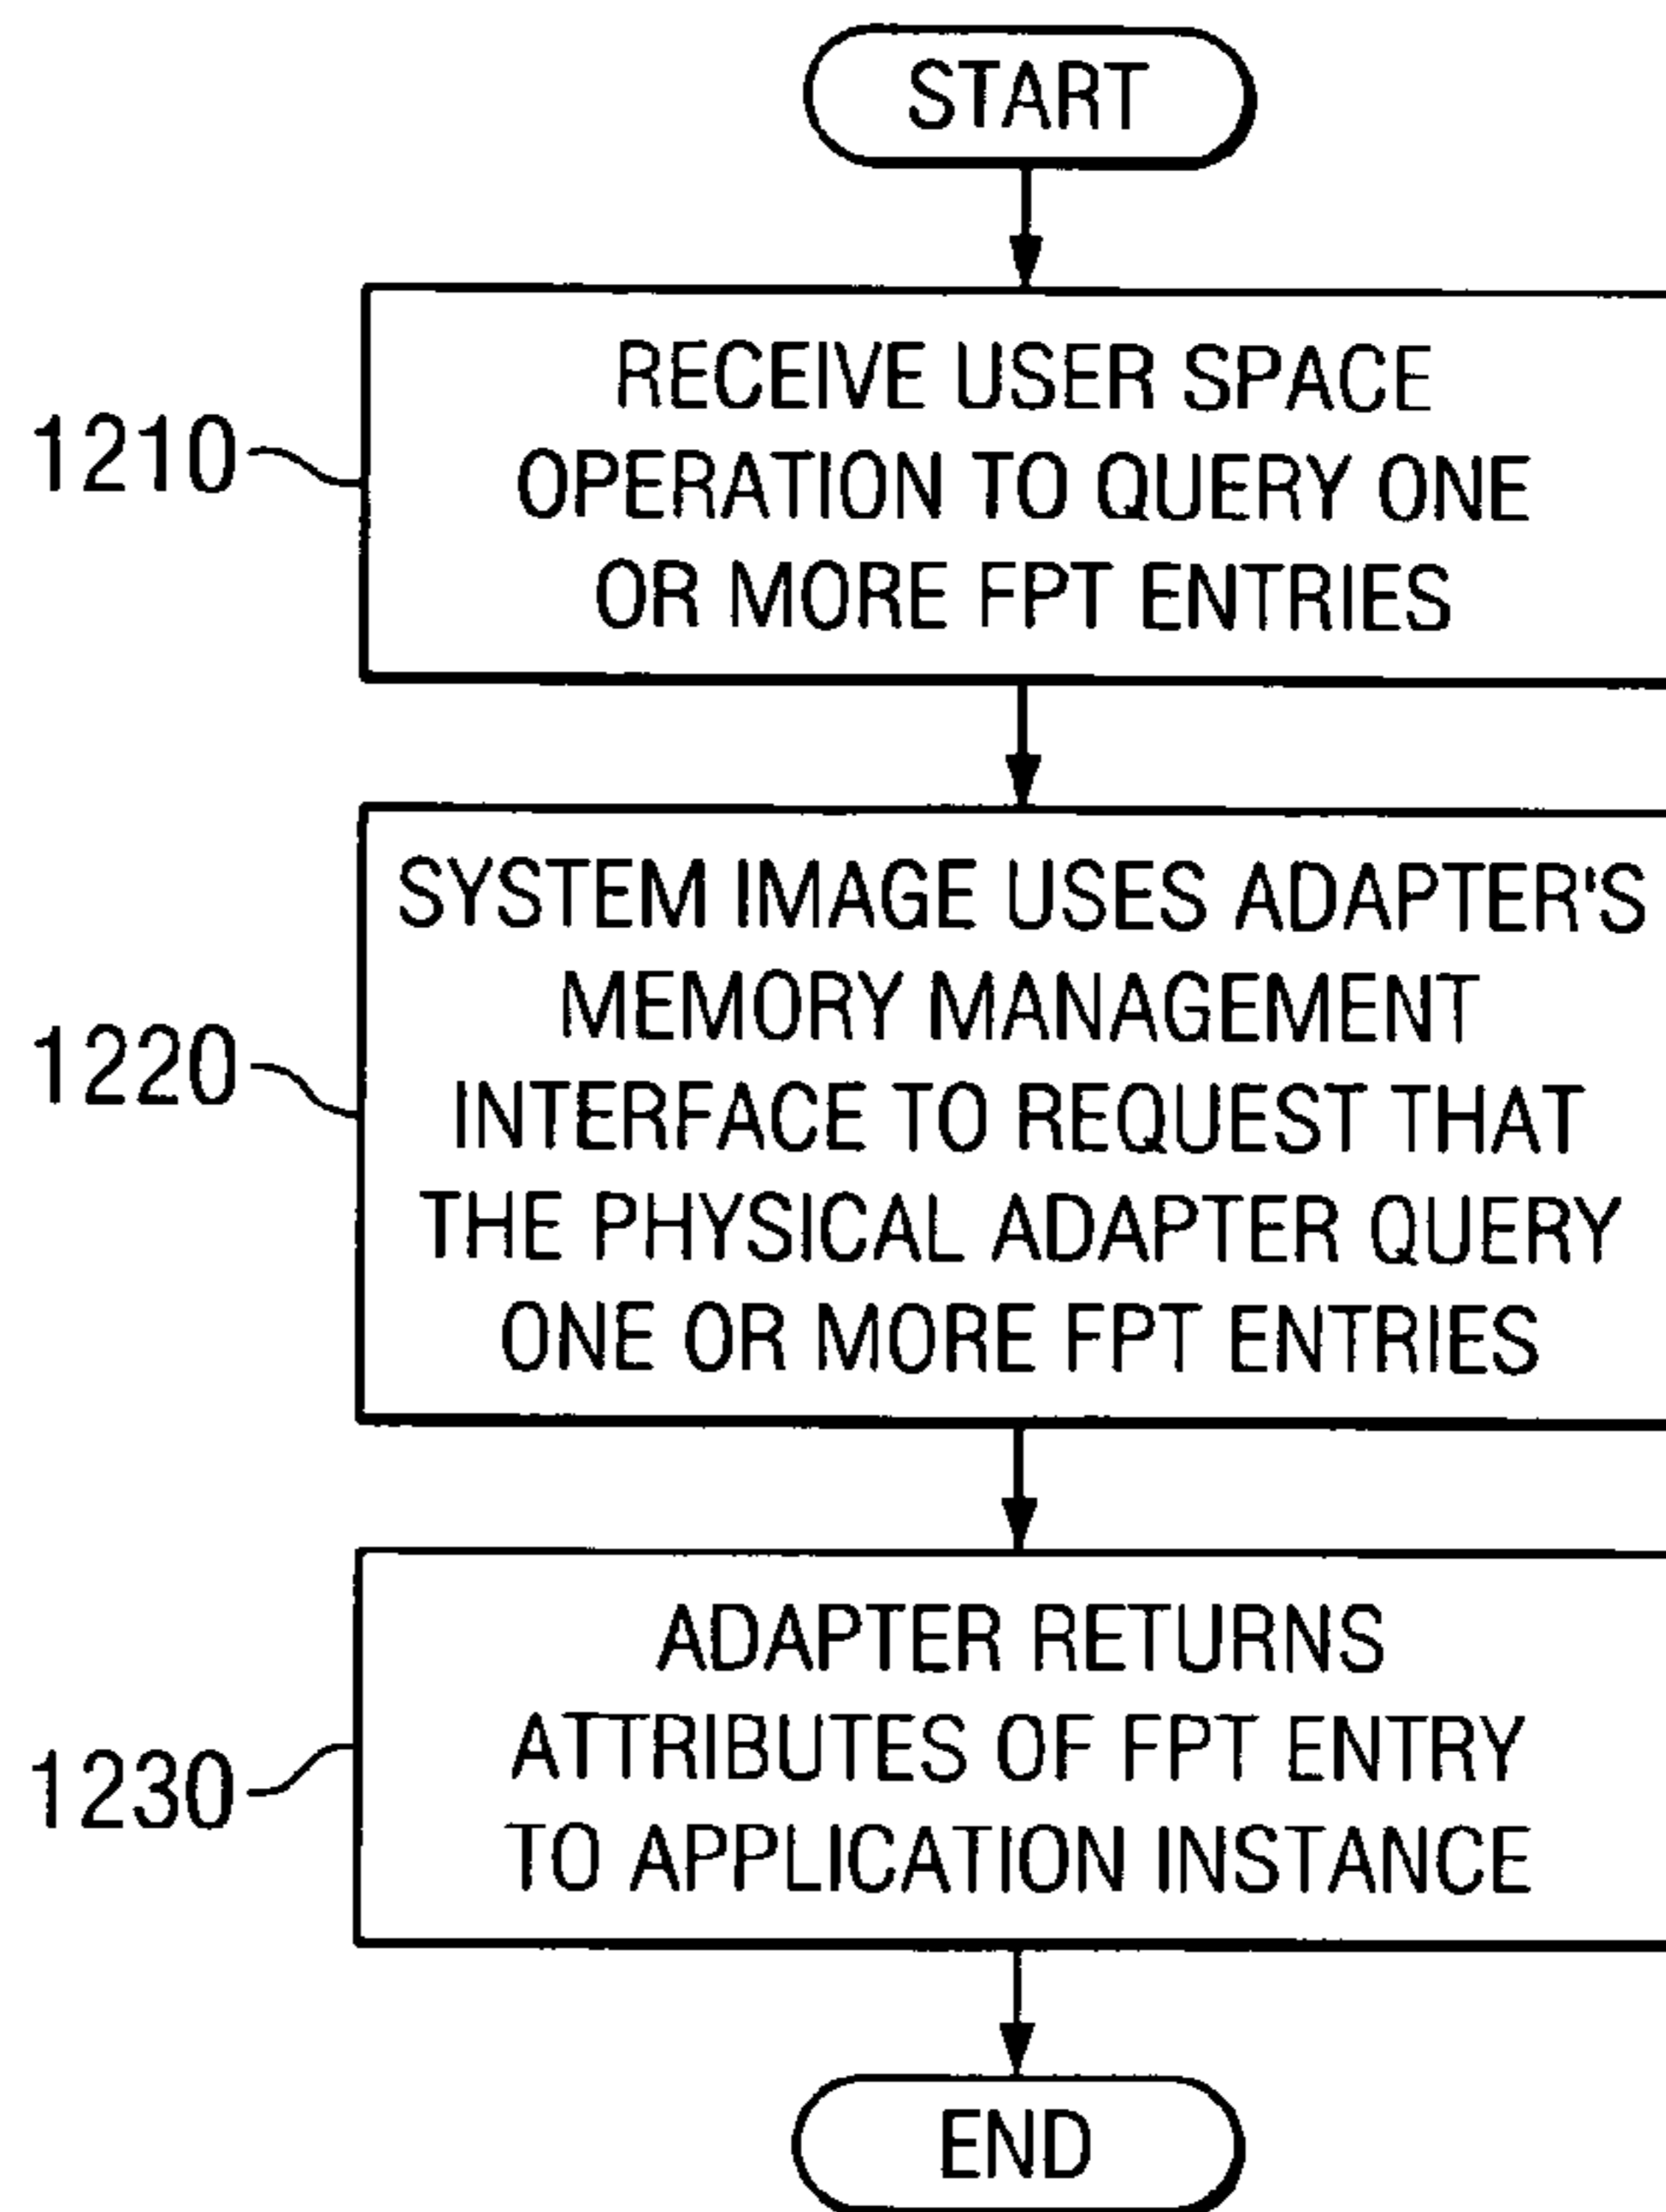 START
1210
RECEIVE USER SPACE
OPERATION TO QUERY ONE
OR MORE FPT ENTRIES
1220
SYSTEM IMAGE USES ADAPTER'S
MEMORY MANAGEMENT
INTERFACE TO REQUEST THAT
THE PHYSICAL ADAPTER QUERY
ONE OR MORE FPT ENTRIES
1230
ADAPTER RETURNS
ATTRIBUTES OF FPT ENTRY
TO APPLICATION INSTANCE
END